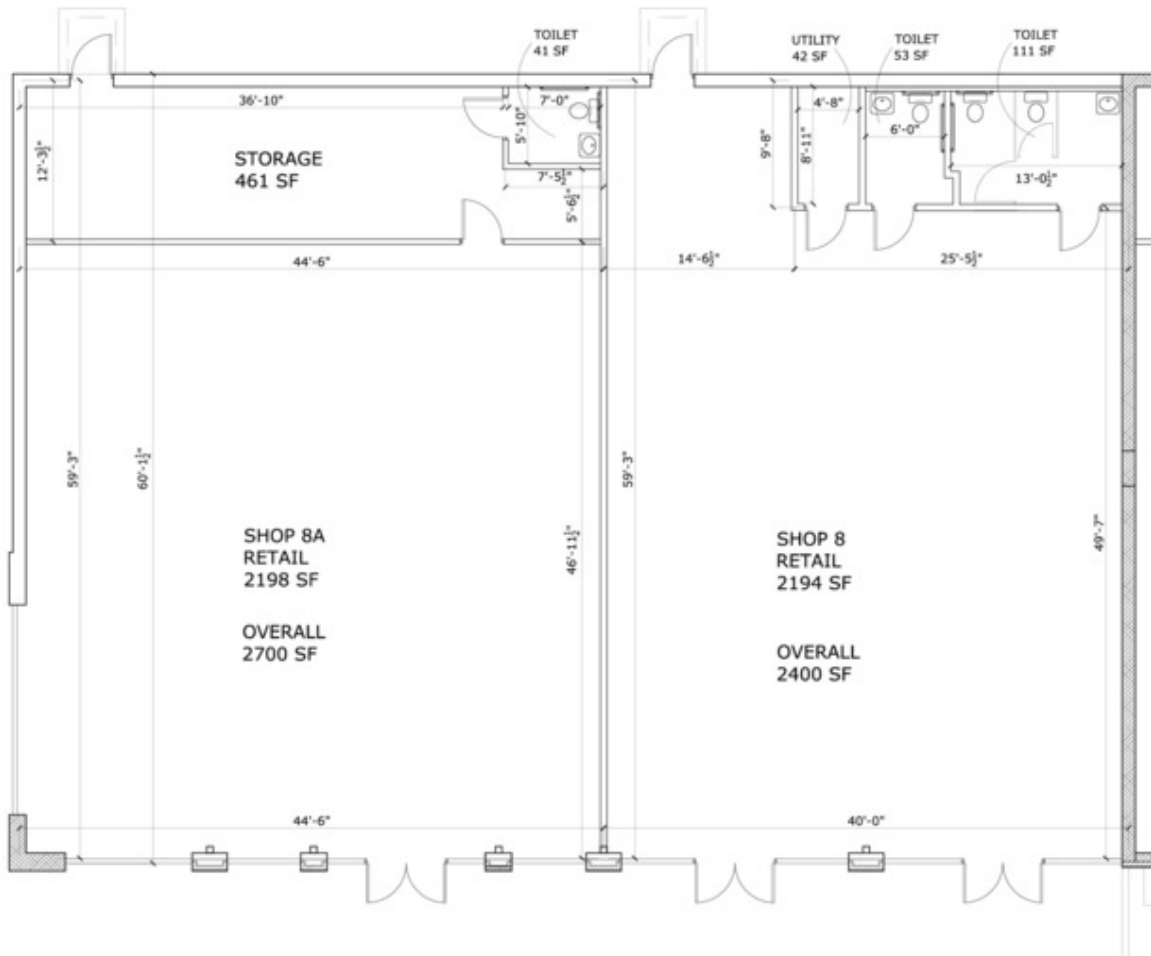 TOILET
41 SF
UTILITY
42 SF
TOILET
53 SF
TOILET
111 SF
36'-10"
7'-0"
4'-8"
6'-0"
13'-0½"
12'-3½"
5'-10"
9'-8"
8'-11"
STORAGE
461 SF
7'-5½"
5'-6½"
44'-6"
14'-6½"
25'-5½"
59'-3"
60'-1½"
46'-11½"
59'-3"
49'-7"
SHOP 8A
RETAIL
2198 SF
OVERALL
2700 SF
SHOP 8
RETAIL
2194 SF
OVERALL
2400 SF
44'-6"
40'-0"